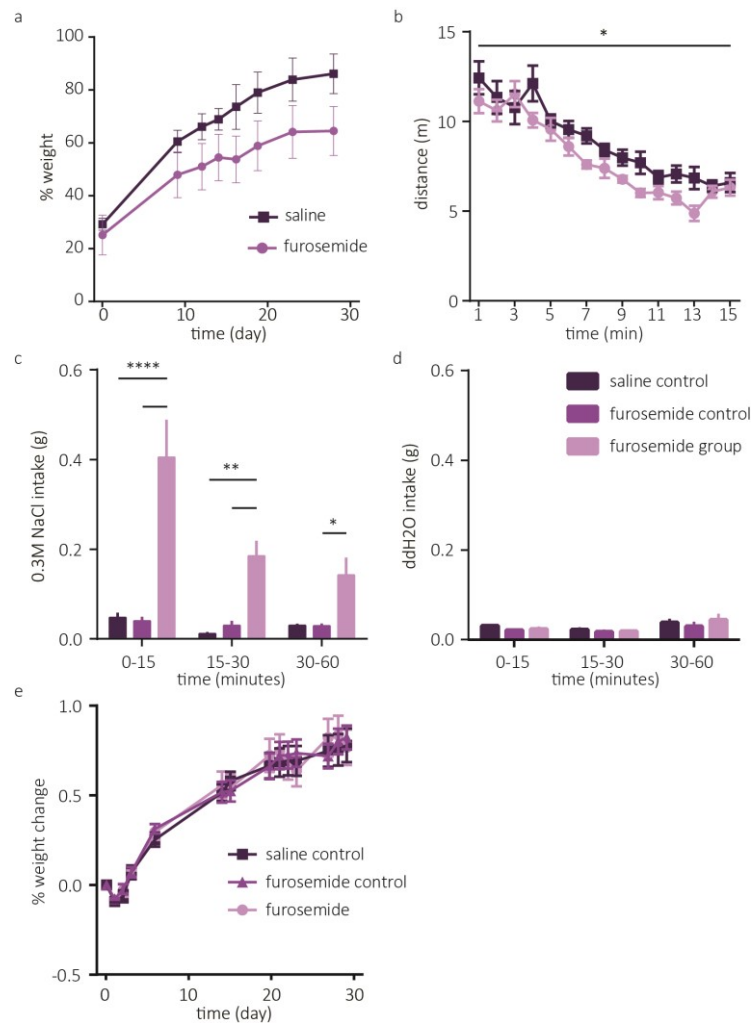 a
100
80
60
40
20
0
% weight
saline
furosemide
0
10
20
30
time (day)
b
*
15
10
5
0
distance (m)
1
3
5
7
9
11
13
15
time (min)
c
0.6
0.4
0.2
0.0
0.3M NaCl intake (g)
****
**
*
0-15
15-30
30-60
time (minutes)
d
0.6
0.4
0.2
0.0
ddH2O intake (g)
saline control
furosemide control
furosemide group
0-15
15-30
30-60
time (minutes)
e
1.0
0.5
0.0
-0.5
% weight change
saline control
furosemide control
furosemide
0
10
20
30
time (day)